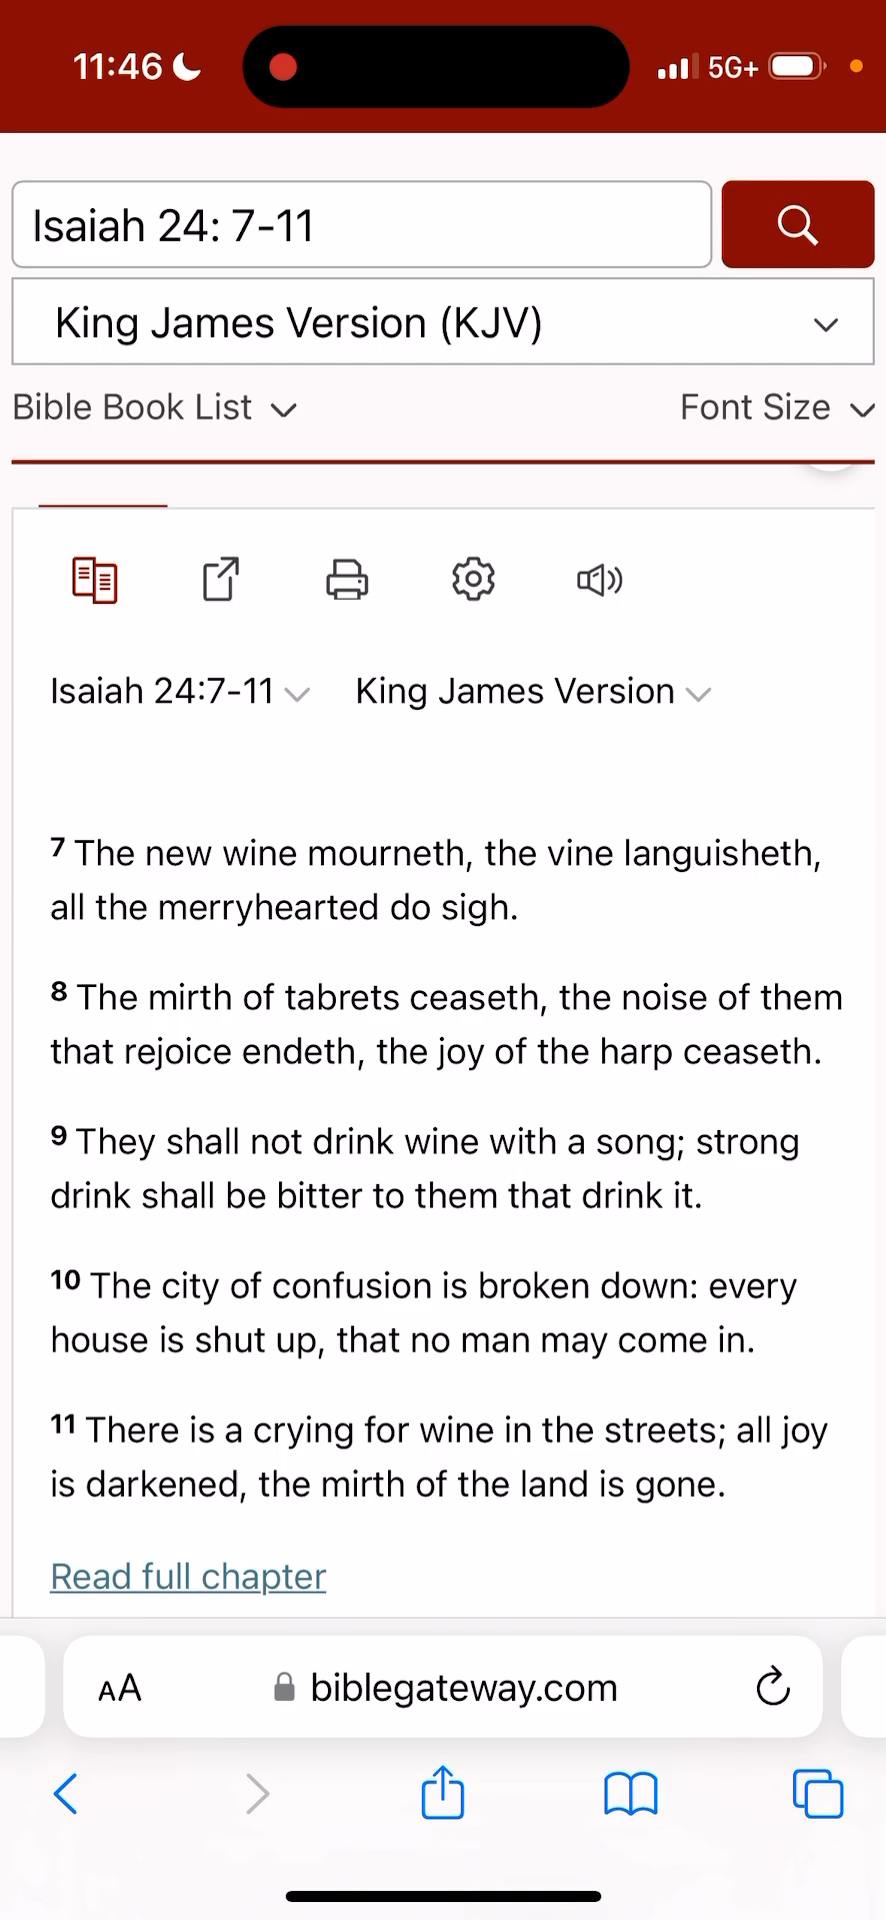 11:46
5G+
Isaiah 24: 7-11
King James Version (KJV)
Bible Book List
Font Size
Isaiah 24:7-11 King James Version
7 The new wine mourneth, the vine languisheth,
all the merryhearted do sigh.
8 The mirth of tabrets ceaseth, the noise of them
that rejoice endeth, the joy of the harp ceaseth.
9 They shall not drink wine with a song; strong
drink shall be bitter to them that drink it.
10 The city of confusion is broken down: every
house is shut up, that no man may come in.
11 There is a crying for wine in the streets; all joy
is darkened, the mirth of the land is gone.
Read full chapter
AA
biblegateway.com